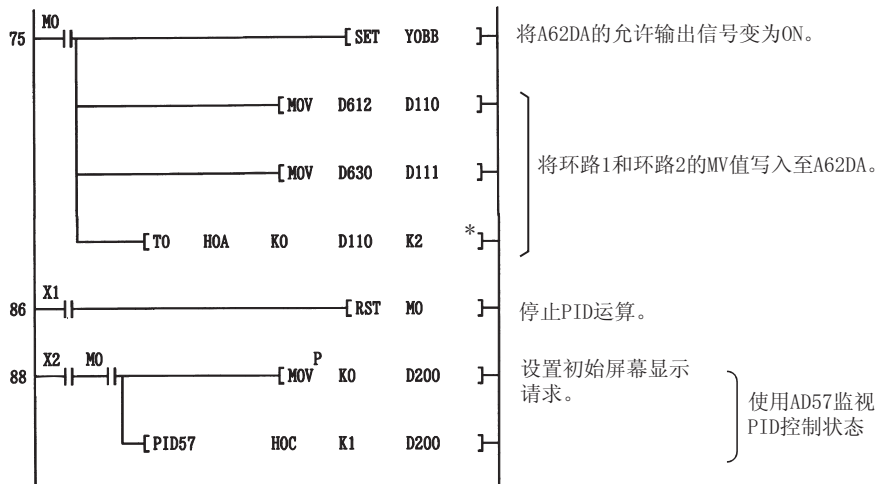 M0
75 [ SET Y0BB ] 将A62DA的允许输出信号变为ON。
[ MOV D612 D110 ]
将环路1和环路2的MV值写入至A62DA。
[ MOV D630 D111 ]
[ TO H0A K0 D110 K2 * ]
X1
86 [ RST M0 ] 停止PID运算。
X2 M0 P
88 [ MOV K0 D200 ] 设置初始屏幕显示
请求。
使用AD57监视
PID控制状态
[ PID57 H0C K1 D200 ]